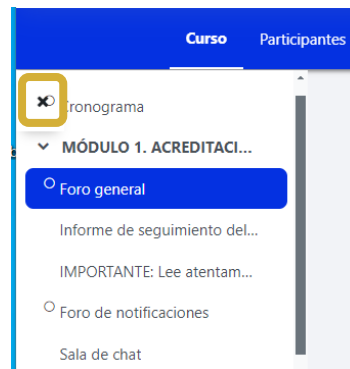 Curso Participantes
ronograma
MÓDULO 1. ACREDITACI...
Foro general
Informe de seguimiento del...
IMPORTANTE: Lee atentam...
Foro de notificaciones
Sala de chat